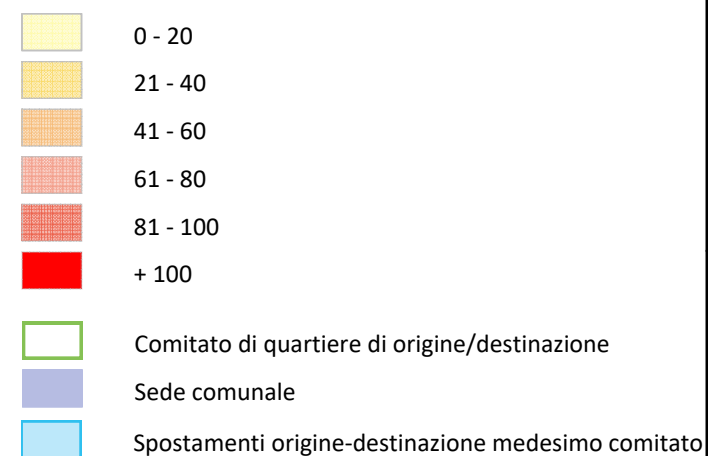 0 - 20
21 - 40
41 - 60
61 - 80
81 - 100
+ 100
Comitato di quartiere di origine/destinazione
Sede comunale
Spostamenti origine-destinazione medesimo comitato